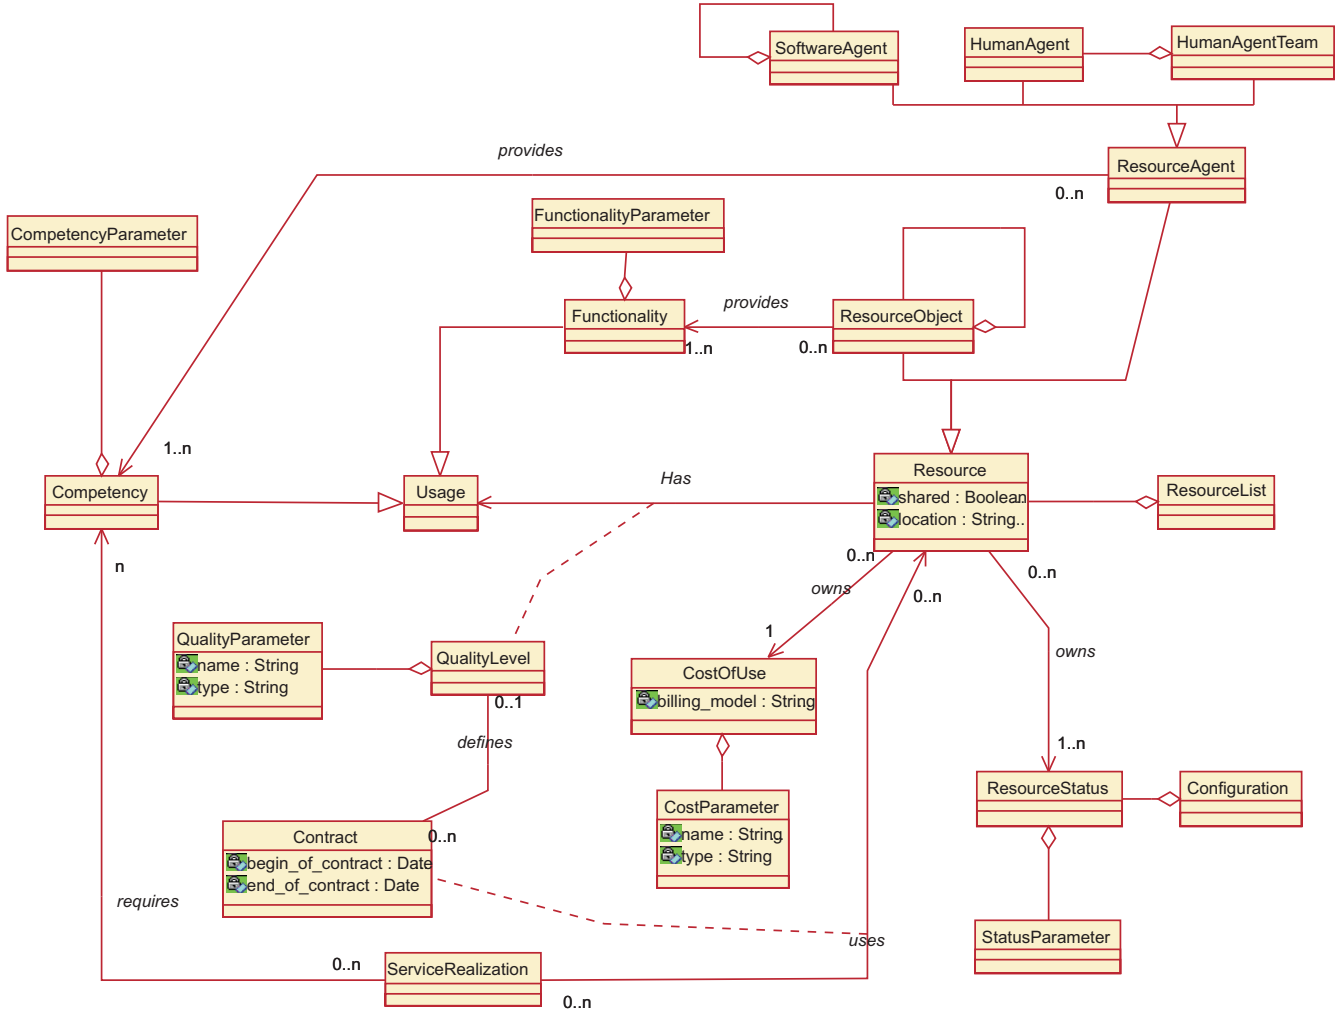 SoftwareAgent
HumanAgent
HumanAgentTeam
provides
ResourceAgent
0..n
CompetencyParameter
FunctionalityParameter
Functionality
provides
ResourceObject
1..n
0..n
1..n
Competency
Usage
Has
Resource
shared : Boolean..
location : String..
ResourceList
n
0..n
owns
0..n
0..n
1
owns
QualityParameter
name : String
type : String
QualityLevel
0..1
defines
CostOfUse
billing_model : String
1..n
ResourceStatus
Configuration
CostParameter
name : String
type : String
Contract
0..n
begin_of_contract : Date
end_of_contract : Date
requires
uses
StatusParameter
0..n
ServiceRealization
0..n